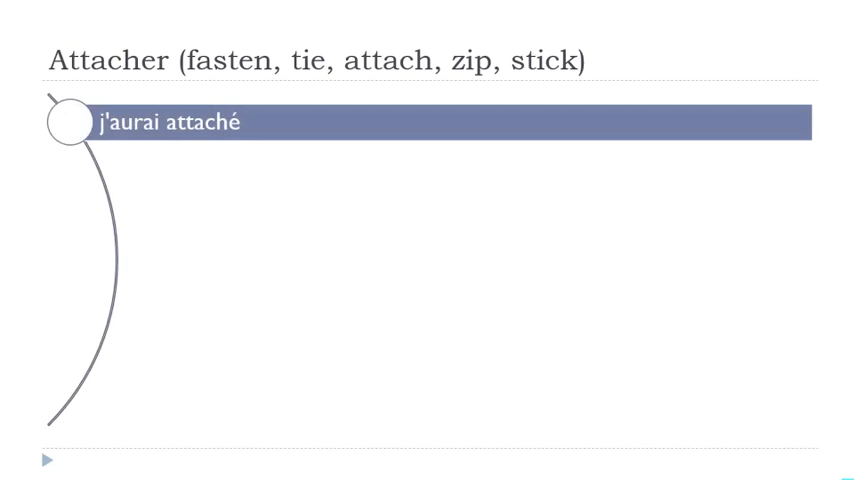 Attacher (fasten, tie, attach, zip, stick)
j'aurai attaché